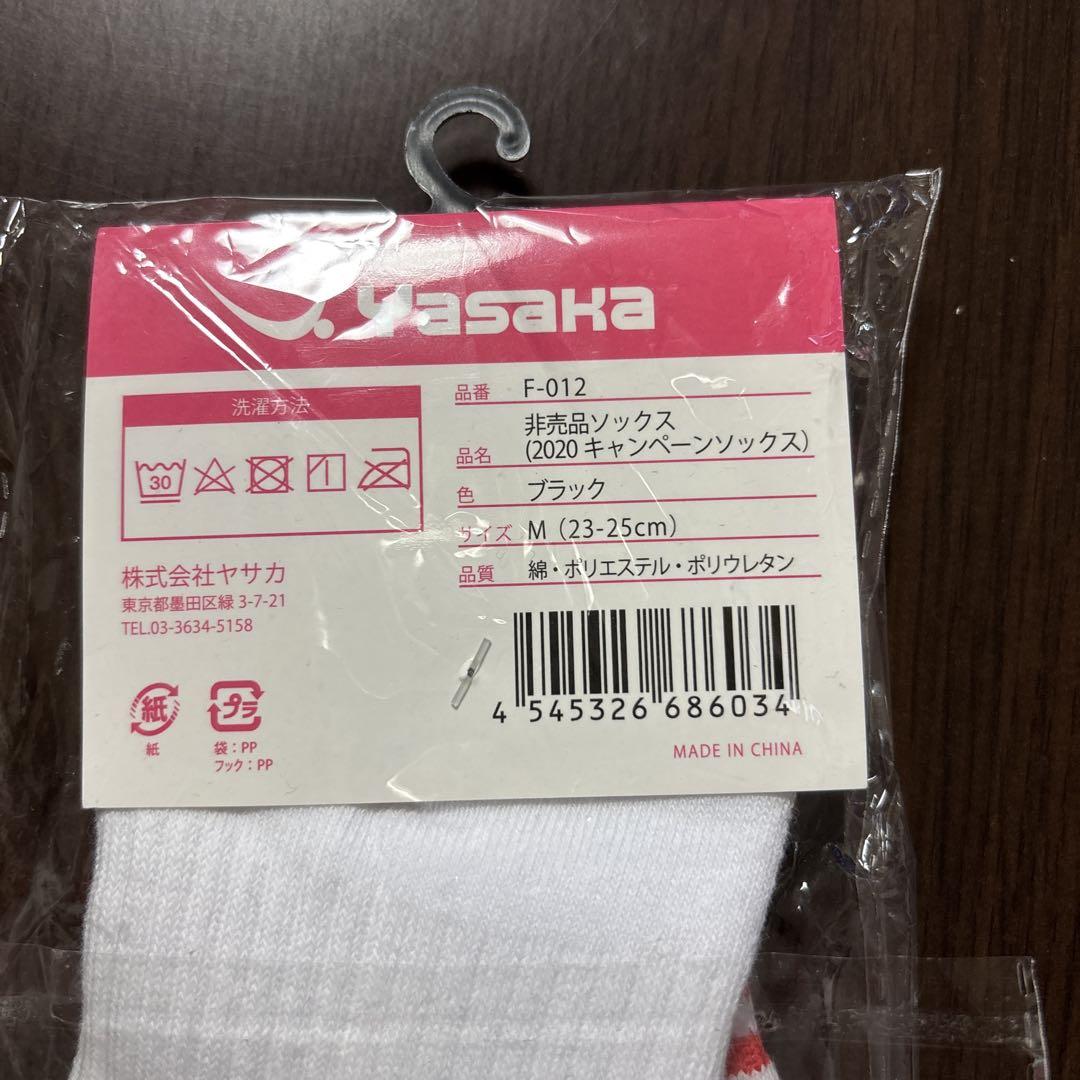 Yasaka
洗濯方法
30
株式会社ヤサカ
東京都墨田区緑 3-7-21
TEL.03-3634-5158
紙
紙
プラ
袋:PP
フック:PP
品番 F-012
品名 非売品ソックス
(2020 キャンペーンソックス)
色 ブラック
サイズ M(23-25cm)
品質 綿・ポリエステル・ポリウレタン
4 545326 686034
MADE IN CHINA